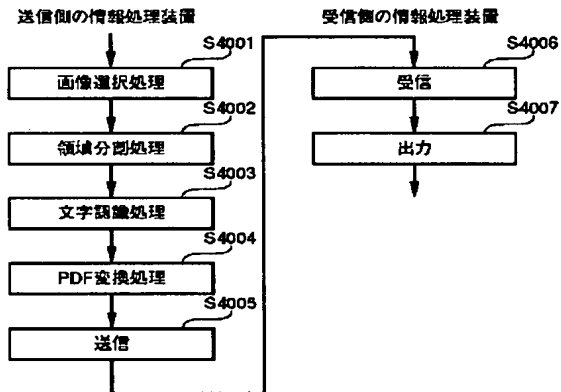 送信側の情報処理装置
S4001
画像選択処理
S4002
領域分割処理
S4003
文字認識処理
S4004
PDF変換処理
S4005
送信
受信側の情報処理装置
S4006
受信
S4007
出力